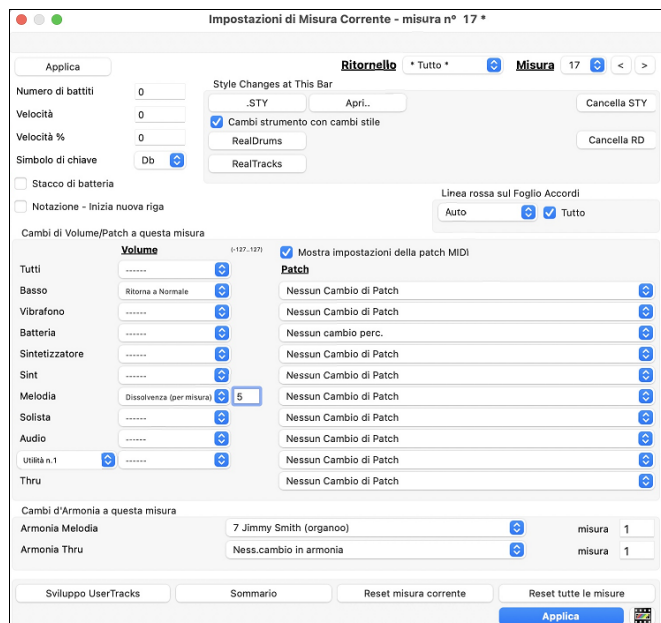 Impostazioni di Misura Corrente - misura n° 17 *
Applica
Ritornello * Tutto * Misura 17 < >
Numero di battiti 0
Style Changes at This Bar
.STY Apri.. Cancella STY
Velocità 0
Cambi strumento con cambi stile
Velocità % 0
RealDrums Cancella RD
Simbolo di chiave Db
RealTracks
Stacco di batteria
Linea rossa sul Foglio Accordi
Notazione - Inizia nuova riga
Auto Tutto
Cambi di Volume/Patch a questa misura
Volume (-127..127) Mostra impostazioni della patch MIDI
Tutti ------ Patch
Basso Ritorna a Normale Nessun Cambio di Patch
Vibrafono ------ Nessun Cambio di Patch
Batteria ------ Nessun cambio perc.
Sintetizzatore ------ Nessun Cambio di Patch
Sint ------ Nessun Cambio di Patch
Melodia Dissolvenza (per misura) 5 Nessun Cambio di Patch
Solista ------ Nessun Cambio di Patch
Audio ------ Nessun Cambio di Patch
Utilità n.1 ------ Nessun Cambio di Patch
Thru Nessun Cambio di Patch
Cambi d'Armonia a questa misura
Armonia Melodia 7 Jimmy Smith (organoo) misura 1
Armonia Thru Ness.cambio in armonia misura 1
Sviluppo UserTracks Sommario Reset misura corrente Reset tutte le misure
Applica